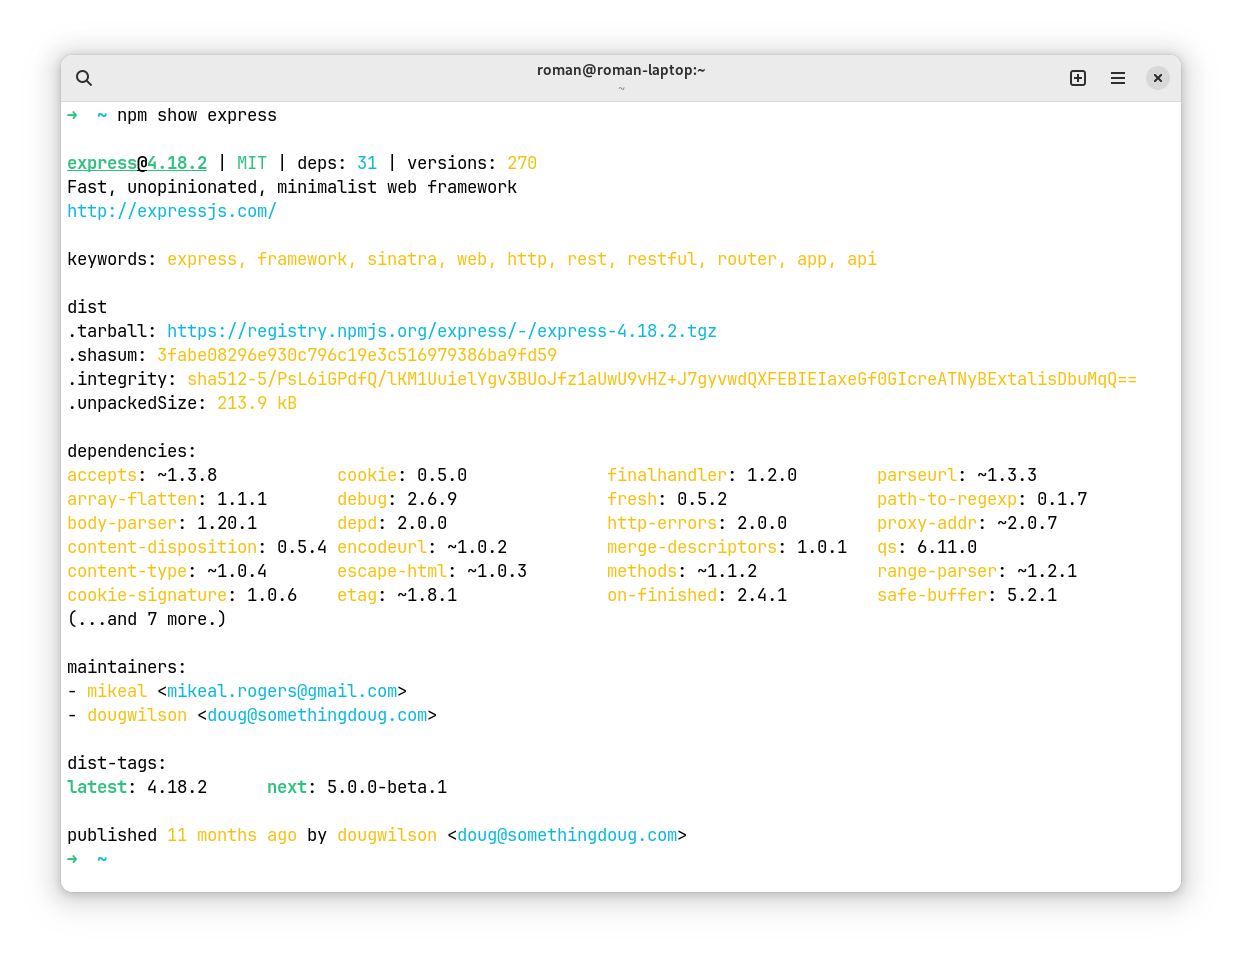 roman@roman-laptop:~
~
➜  ~ npm show express
express@4.18.2 | MIT | deps: 31 | versions: 270
Fast, unopinionated, minimalist web framework
http://expressjs.com/
keywords: express, framework, sinatra, web, http, rest, restful, router, app, api
dist
.tarball: https://registry.npmjs.org/express/-/express-4.18.2.tgz
.shasum: 3fabe08296e930c796c19e3c516979386ba9fd59
.integrity: sha512-5/PsL6iGPdfQ/lKM1UuielYgv3BUoJfz1aUwU9vHZ+J7gyvwdQXFEBIEIaxeGf0GIcreATNyBExtalisDbuMqQ==
.unpackedSize: 213.9 kB
dependencies:
accepts: ~1.3.8 cookie: 0.5.0 finalhandler: 1.2.0 parseurl: ~1.3.3
array-flatten: 1.1.1 debug: 2.6.9 fresh: 0.5.2 path-to-regexp: 0.1.7
body-parser: 1.20.1 depd: 2.0.0 http-errors: 2.0.0 proxy-addr: ~2.0.7
content-disposition: 0.5.4 encodeurl: ~1.0.2 merge-descriptors: 1.0.1 qs: 6.11.0
content-type: ~1.0.4 escape-html: ~1.0.3 methods: ~1.1.2 range-parser: ~1.2.1
cookie-signature: 1.0.6 etag: ~1.8.1 on-finished: 2.4.1 safe-buffer: 5.2.1
(...and 7 more.)
maintainers:
- mikeal <mikeal.rogers@gmail.com>
- dougwilson <doug@somethingdoug.com>
dist-tags:
latest: 4.18.2 next: 5.0.0-beta.1
published 11 months ago by dougwilson <doug@somethingdoug.com>
➜  ~